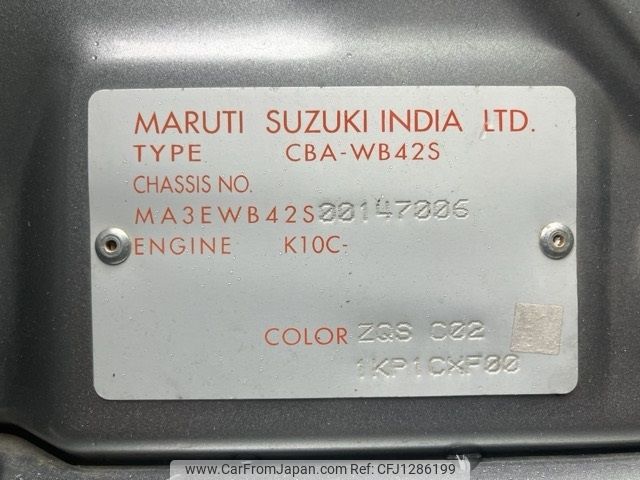 MARUTI SUZUKI INDIA LTD.
TYPE CBA-WB42S
CHASSIS NO.
MA3EWB42S00147006
ENGINE K10C-
COLOR ZQS C02
1KP1CXF00
www.CarFromJapan.com ID:CFJ1286199